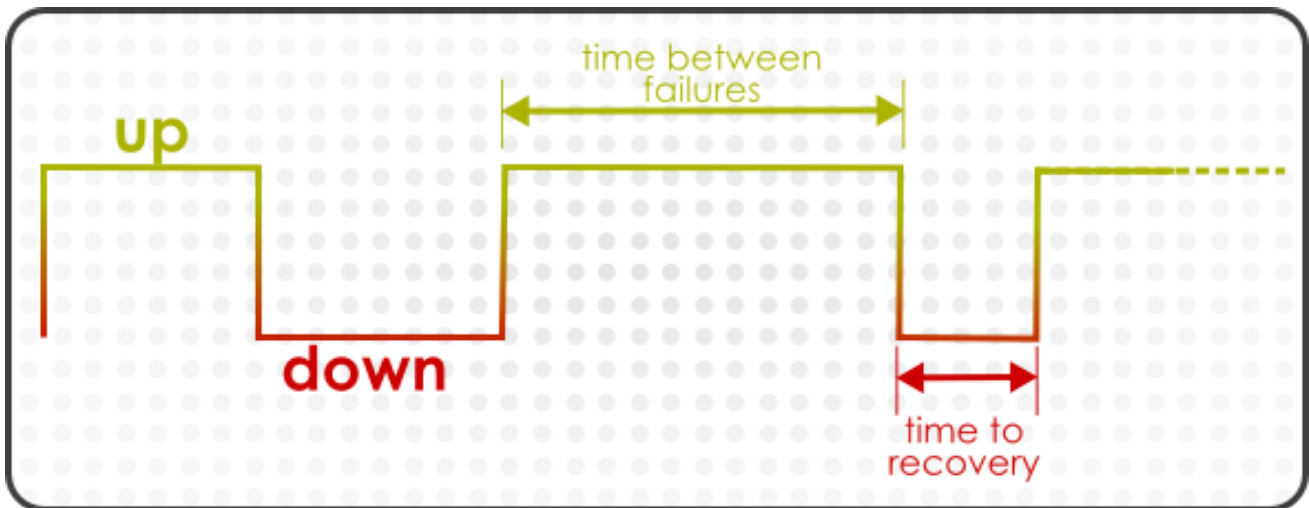 time between
failures
up
down
time to
recovery